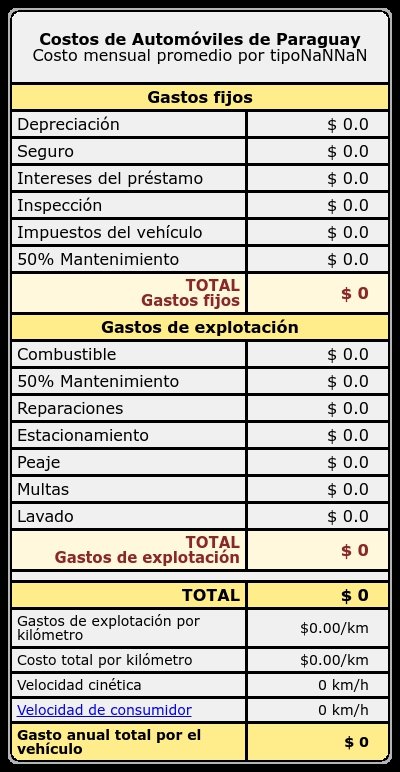 Costos de Automóviles de Paraguay
Costo mensual promedio por tipoNaNNaN
Gastos fijos
Depreciación $ 0.0
Seguro $ 0.0
Intereses del préstamo $ 0.0
Inspección $ 0.0
Impuestos del vehículo $ 0.0
50% Mantenimiento $ 0.0
TOTAL
Gastos fijos $ 0
Gastos de explotación
Combustible $ 0.0
50% Mantenimiento $ 0.0
Reparaciones $ 0.0
Estacionamiento $ 0.0
Peaje $ 0.0
Multas $ 0.0
Lavado $ 0.0
TOTAL
Gastos de explotación $ 0
TOTAL $ 0
Gastos de explotación por
kilómetro $0.00/km
Costo total por kilómetro $0.00/km
Velocidad cinética 0 km/h
Velocidad de consumidor 0 km/h
Gasto anual total por el
vehículo $ 0